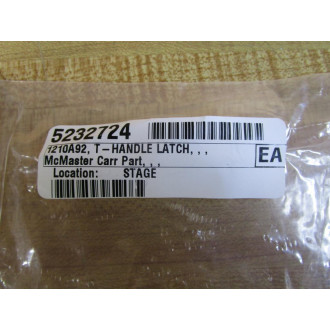 5232724
1210A92, T-HANDLE LATCH, , ,
McMaster Carr Part, , ,
EA
Location: STAGE